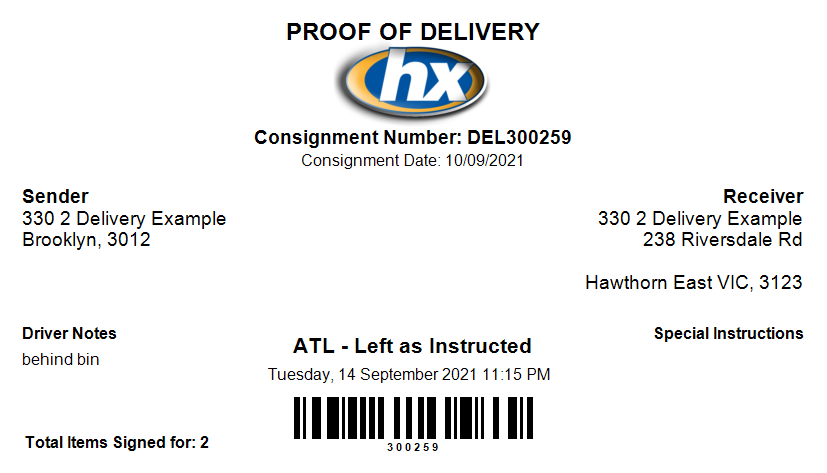 PROOF OF DELIVERY
hx
Consignment Number: DEL300259
Consignment Date: 10/09/2021
Sender
330 2 Delivery Example
Brooklyn, 3012
Receiver
330 2 Delivery Example
238 Riversdale Rd
Hawthorn East VIC, 3123
Driver Notes
behind bin
ATL - Left as Instructed
Tuesday, 14 September 2021 11:15 PM
Special Instructions
300259
Total Items Signed for: 2